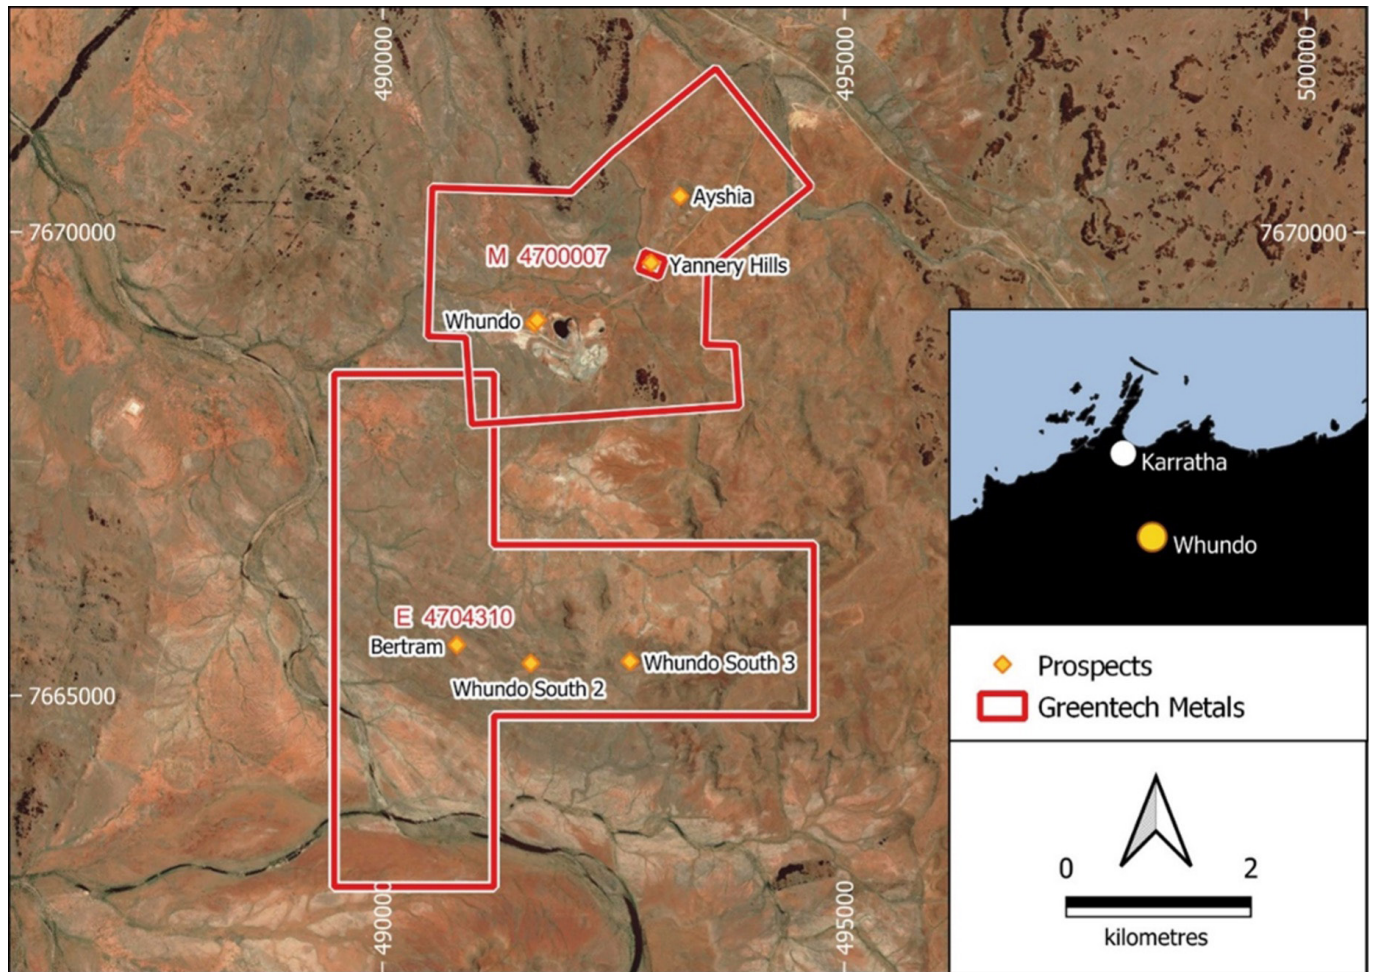 490000
495000
500000
Ayshia
7670000
7670000
M 4700007
Yannery Hills
Whundo
Karratha
Whundo
E 4704310
Bertram
Whundo South 3
Whundo South 2
Prospects
7665000
Greentech Metals
0 2
kilometres
490000
495000